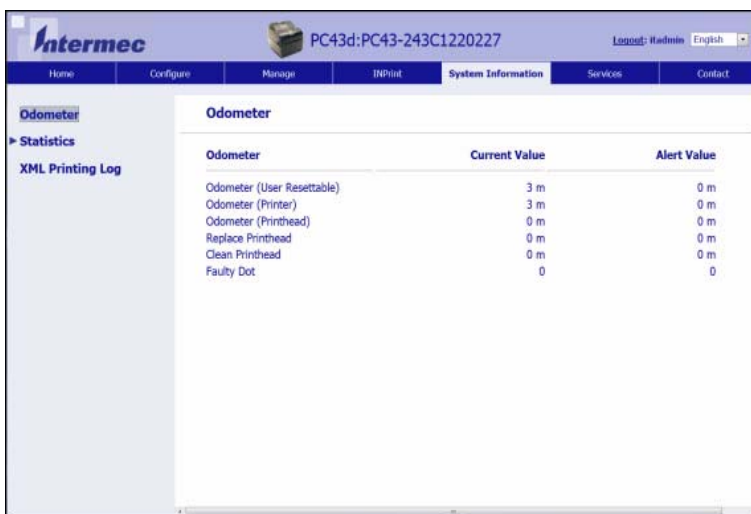 Intermec
PC43d:PC43-243C1220227
Logout: itadmin English
Home Configure Manage INPrint System Information Services Contact
Odometer
Statistics
XML Printing Log
Odometer
Odometer Current Value Alert Value
Odometer (User Resettable) 3 m 0 m
Odometer (Printer) 3 m 0 m
Odometer (Printhead) 0 m 0 m
Replace Printhead 0 m 0 m
Clean Printhead 0 m 0 m
Faulty Dot 0 0